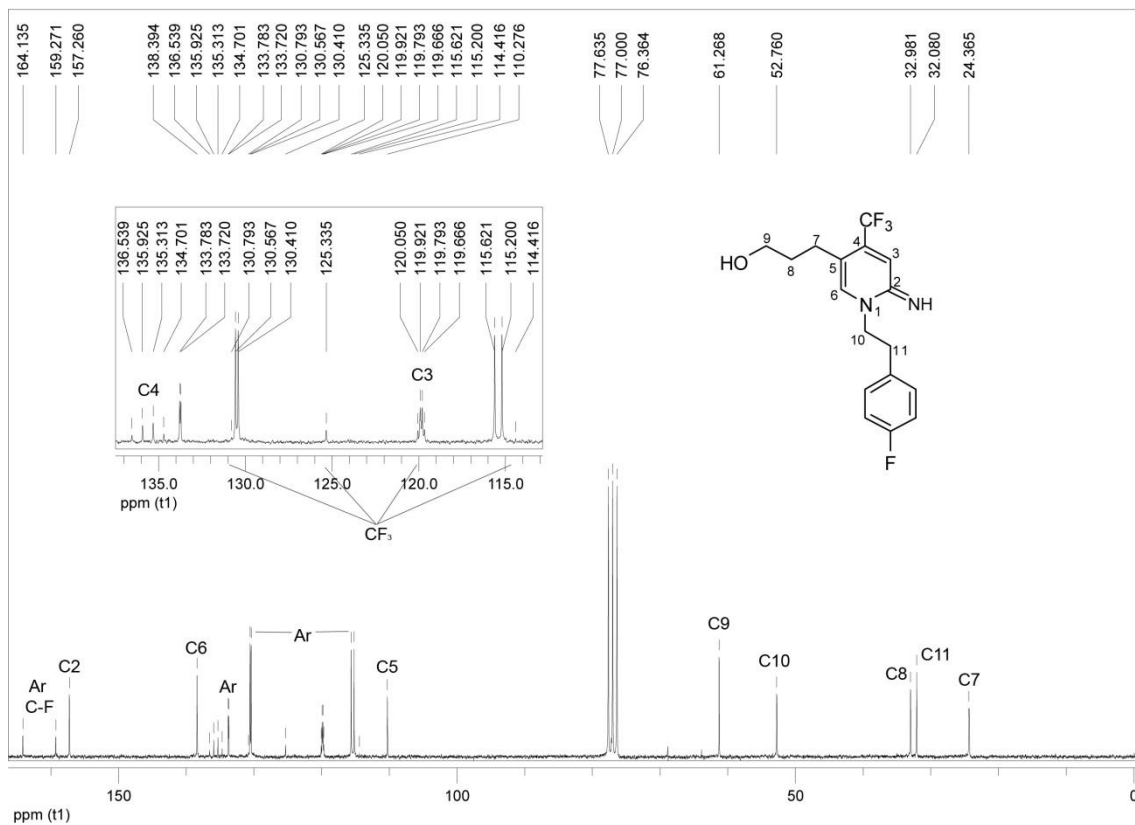 164.135 159.271 157.260 138.394 136.539 135.925 135.313 134.701 133.783 133.720 130.793 130.567 130.410 125.335 120.050 119.921 119.793 119.666 115.621 115.200 114.416 110.276 77.635 77.000 76.364 61.268 52.760 32.981 32.080 24.365
136.539 135.925 135.313 134.701 133.783 133.720 130.793 130.567 130.410 125.335 120.050 119.921 119.793 119.666 115.621 115.200 114.416
C4 C3
135.0 130.0 125.0 120.0 115.0
ppm (t1)
CF₃
CF₃
9 7 4 3
HO 8 5 2
6 N NH
1
10 11
F
Ar
C-F C2 C6 Ar Ar C5 C9 C10 C8 C11 C7
150 100 50 0
ppm (t1)